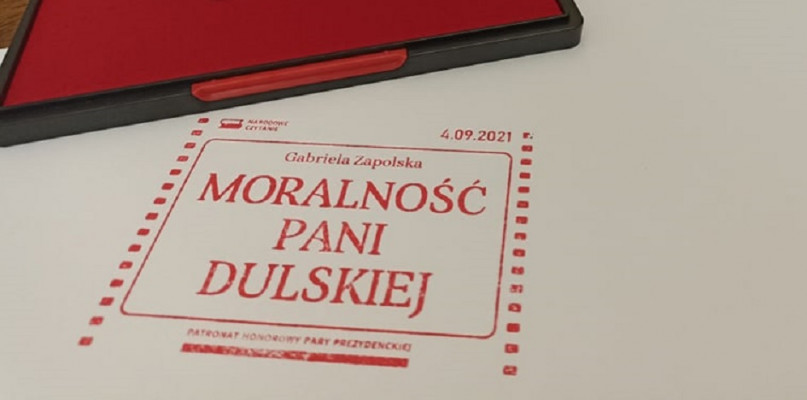 NARODOWE
CZYTANIE
4.09.2021
Gabriela Zapolska
MORALNOŚĆ
PANI
DULSKIEJ
PATRONAT HONOROWY PARY PREZYDENCKIEJ